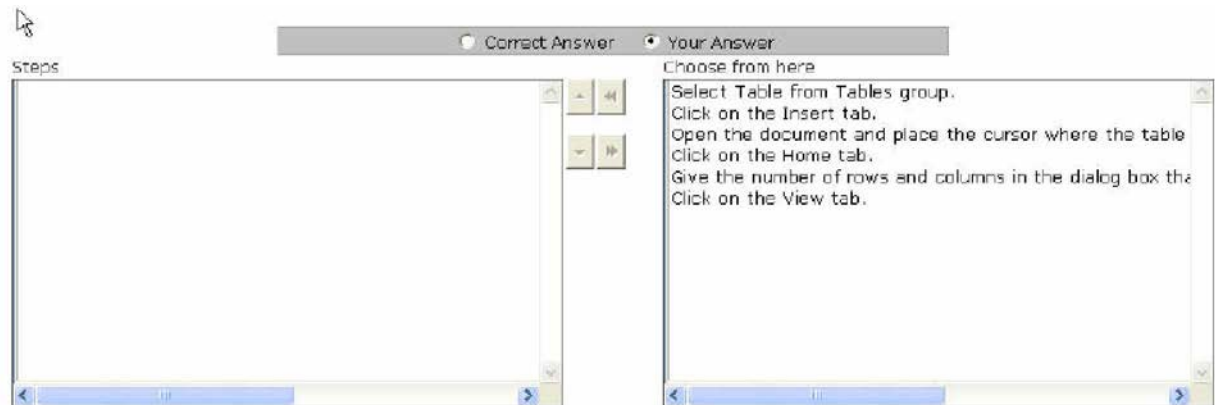 Correct Answer Your Answer
Steps
Choose from here
Select Table from Tables group.
Click on the Insert tab.
Open the document and place the cursor where the table
Click on the Home tab.
Give the number of rows and columns in the dialog box tha
Click on the View tab.